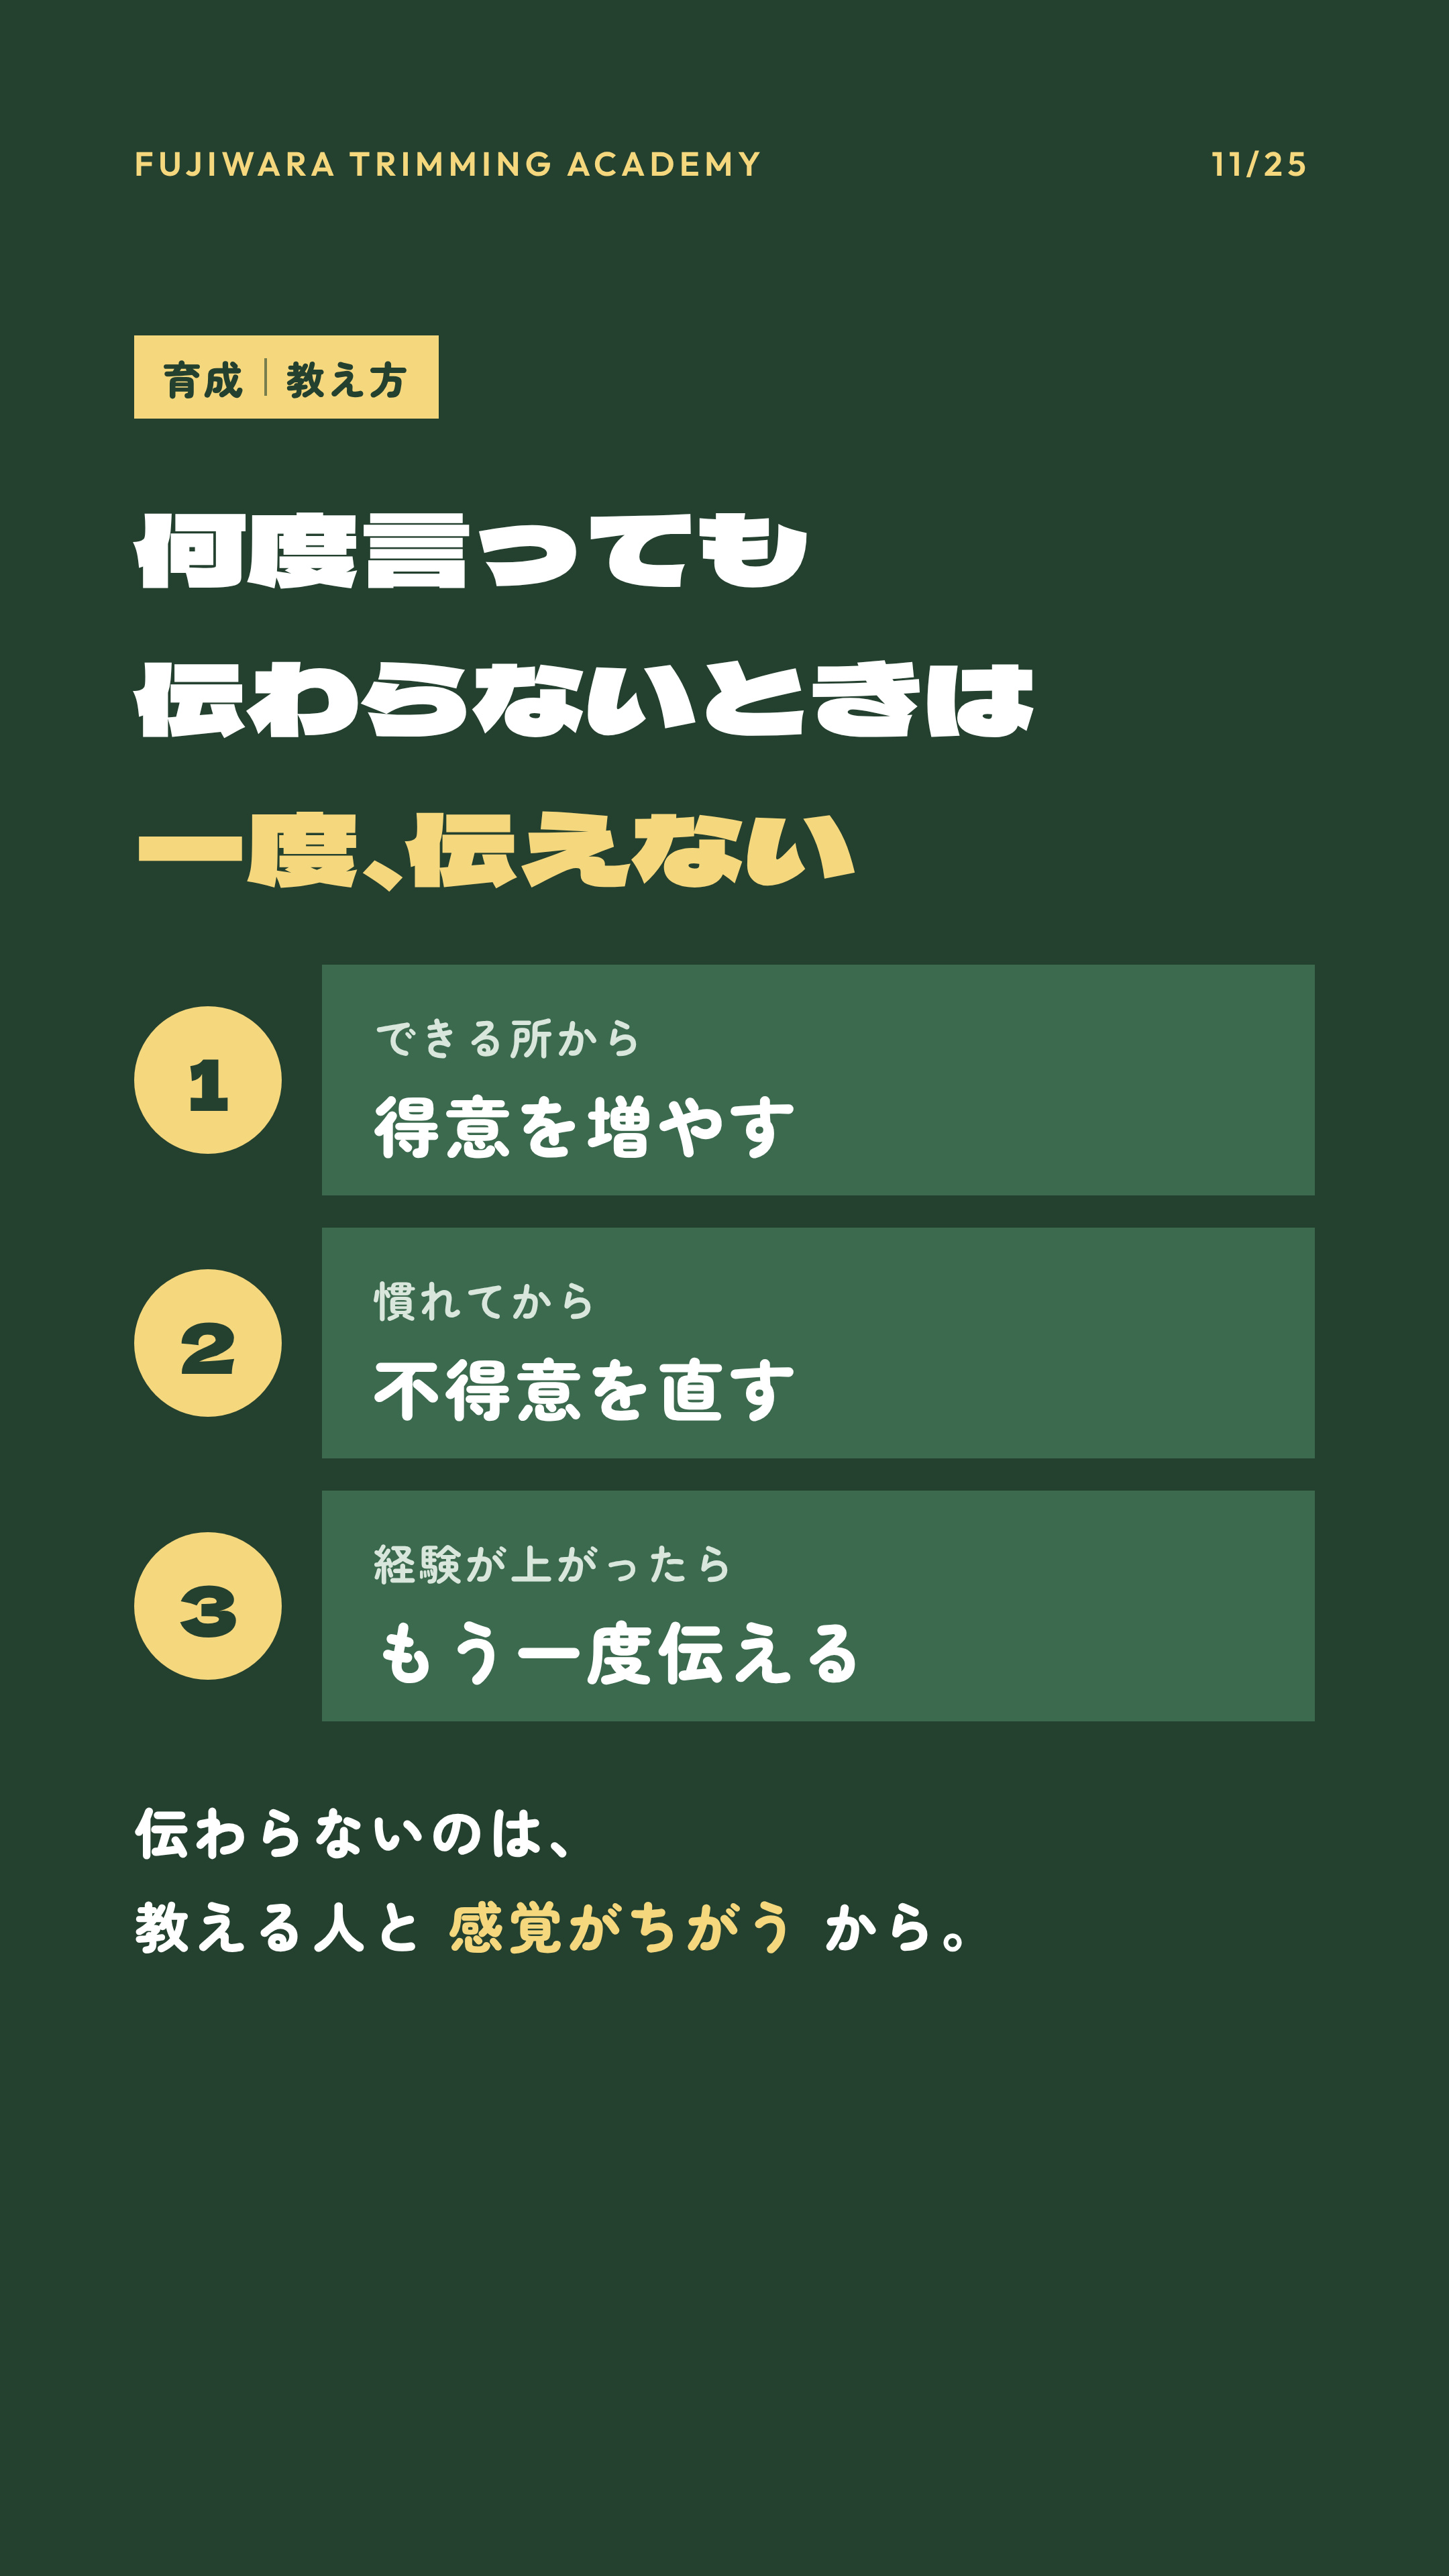 FUJIWARA TRIMMING ACADEMY
11/25
育成｜教え方
何度言っても
伝わらないときは
一度、伝えない
1
できる所から
得意を増やす
2
慣れてから
不得意を直す
3
経験が上がったら
もう一度伝える
伝わらないのは、
教える人と 感覚がちがう から。